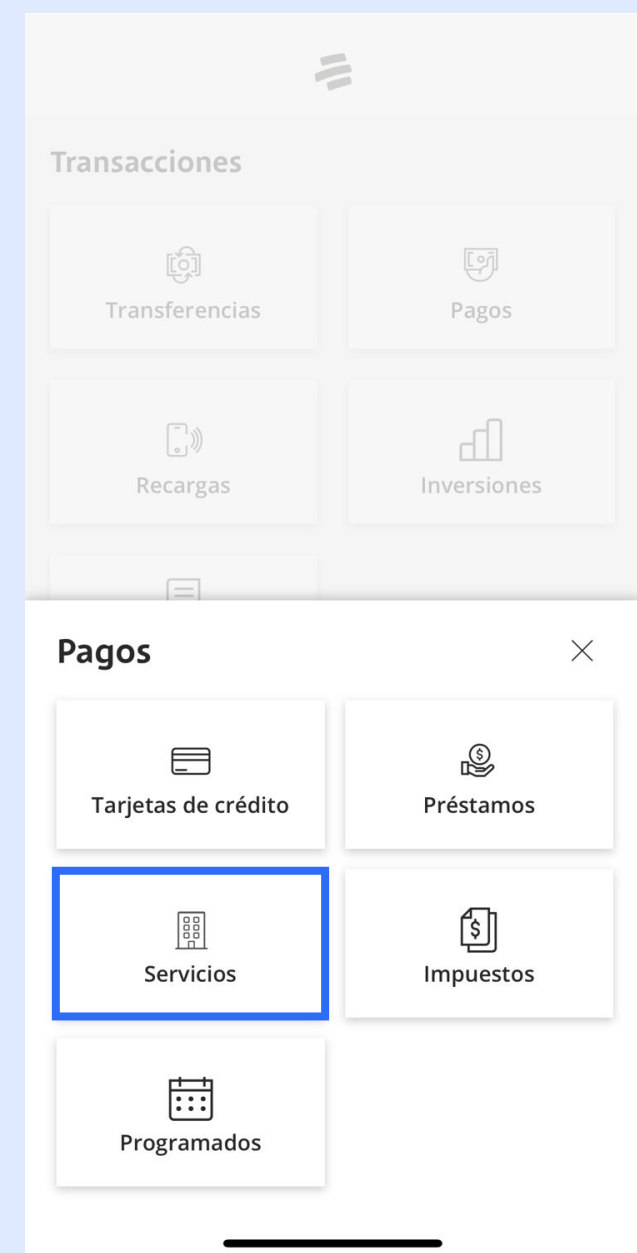 Transacciones
Transferencias
Pagos
Recargas
Inversiones
Pagos
Tarjetas de crédito
Préstamos
Servicios
Impuestos
Programados